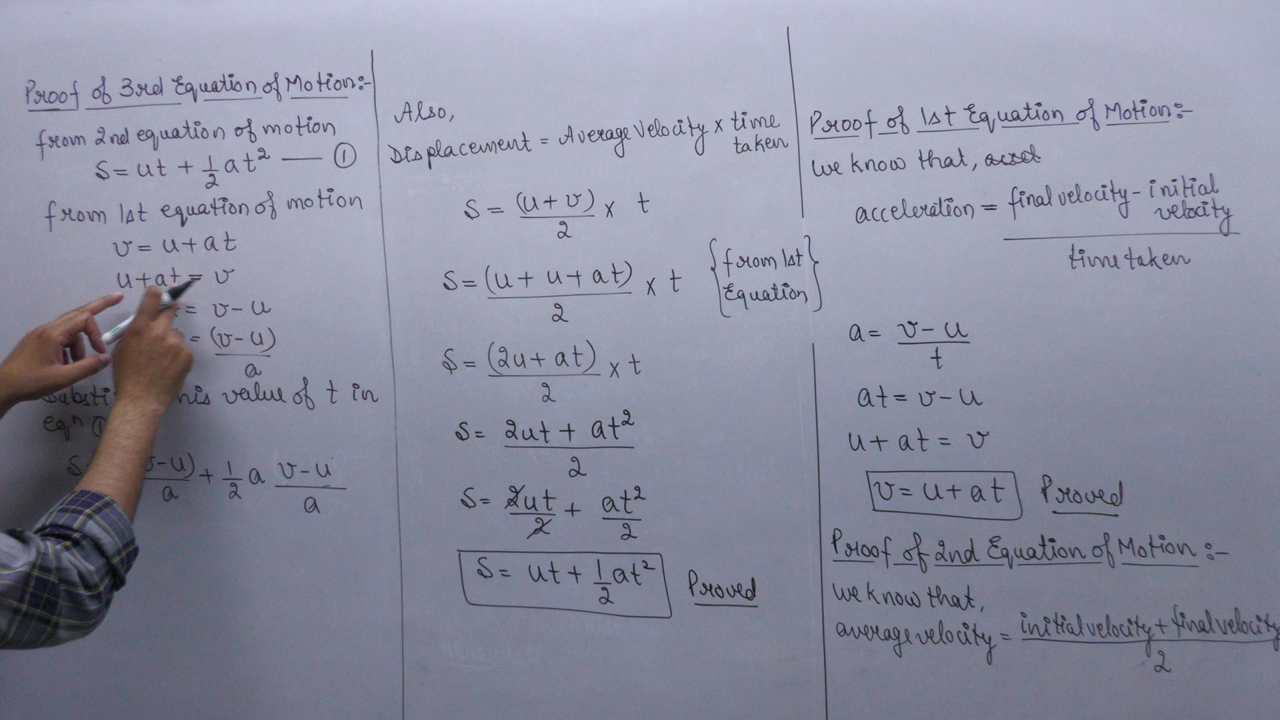 Proof of 3rd Equation of Motion:-
from 2nd equation of motion
S = ut + 1/2 at² — ①
from 1st equation of motion
v = u + at
u + at = v
= v - u
= (v - u)/a
his value of t in
eqⁿ ①
S = v - u)/a + 1/2 a v - u/a
Also,
Displacement = Average Velocity × time taken
S = (u + v)/2 × t
S = (u + u + at)/2 × t {from 1st Equation}
S = (2u + at)/2 × t
S = 2ut + at²/2
S = 2ut/2 + at²/2
S = ut + 1/2 at² Proved
Proof of 1st Equation of Motion:-
we know that,
acceleration = final velocity - initial velocity/time taken
a = v - u/t
at = v - u
u + at = v
v = u + at Proved
Proof of 2nd Equation of Motion:-
we know that,
average velocity = initial velocity + final velocity/2